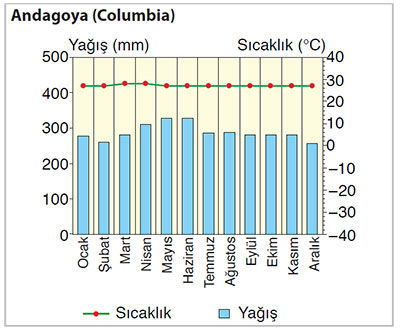 Andagoya (Columbia)
Yağış (mm) Sıcaklık (°C)
500 40
400 30
20
300 10
0
200 −10
100 −20
−30
0 −40
Ocak Şubat Mart Nisan Mayıs Haziran Temmuz Ağustos Eylül Ekim Kasım Aralık
Sıcaklık Yağış